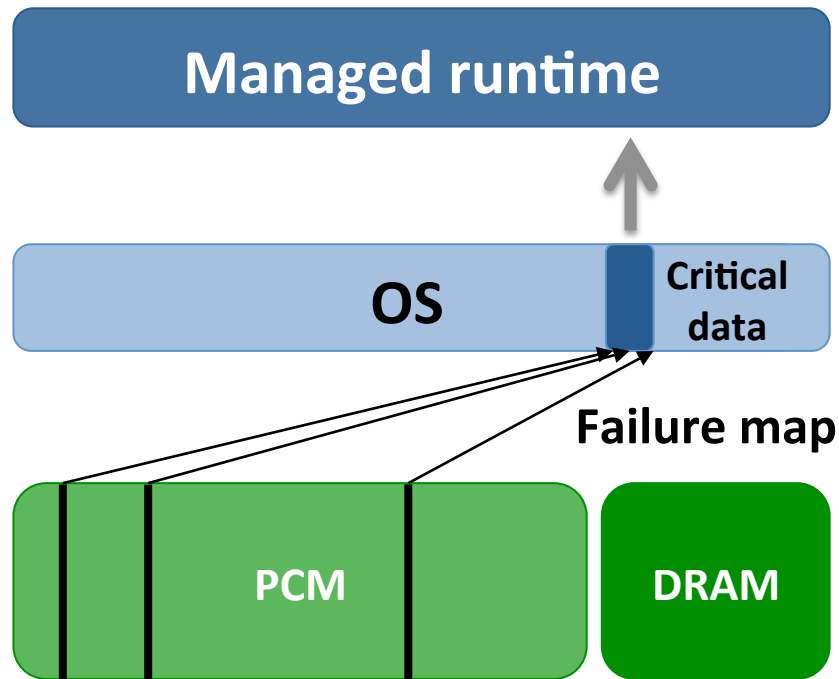 Managed runtime
OS
Critical
data
Failure map
PCM
DRAM